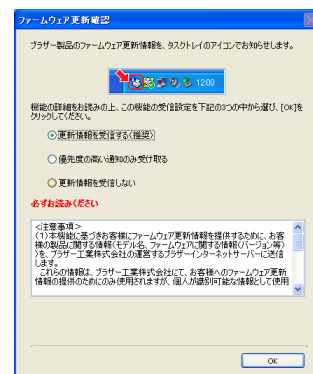 ファームウェア更新確認
ブラザー製品のファームウェア更新情報を、タスクトレイのアイコンでお知らせします。
12:00
機能の詳細をお読みの上、この機能の受信設定を下記の3つの中から選び、[OK]を
クリックしてください。
更新情報を受信する(推奨)
優先度の高い通知のみ受け取る
更新情報を受信しない
必ずお読みください
<注意事項>
(1)本機能に基づきお客様にファームウェア更新情報を提供するために、お客
様の製品に関する情報(モデル名、ファームウェアに関する情報(バージョン等)
)を、ブラザー工業株式会社の運営するブラザーインターネットサーバーに送信
します。
これらの情報は、ブラザー工業株式会社にて、お客様へのファームウェア更新
情報の提供のためにのみ使用されますが、個人が識別可能な情報として使用
OK